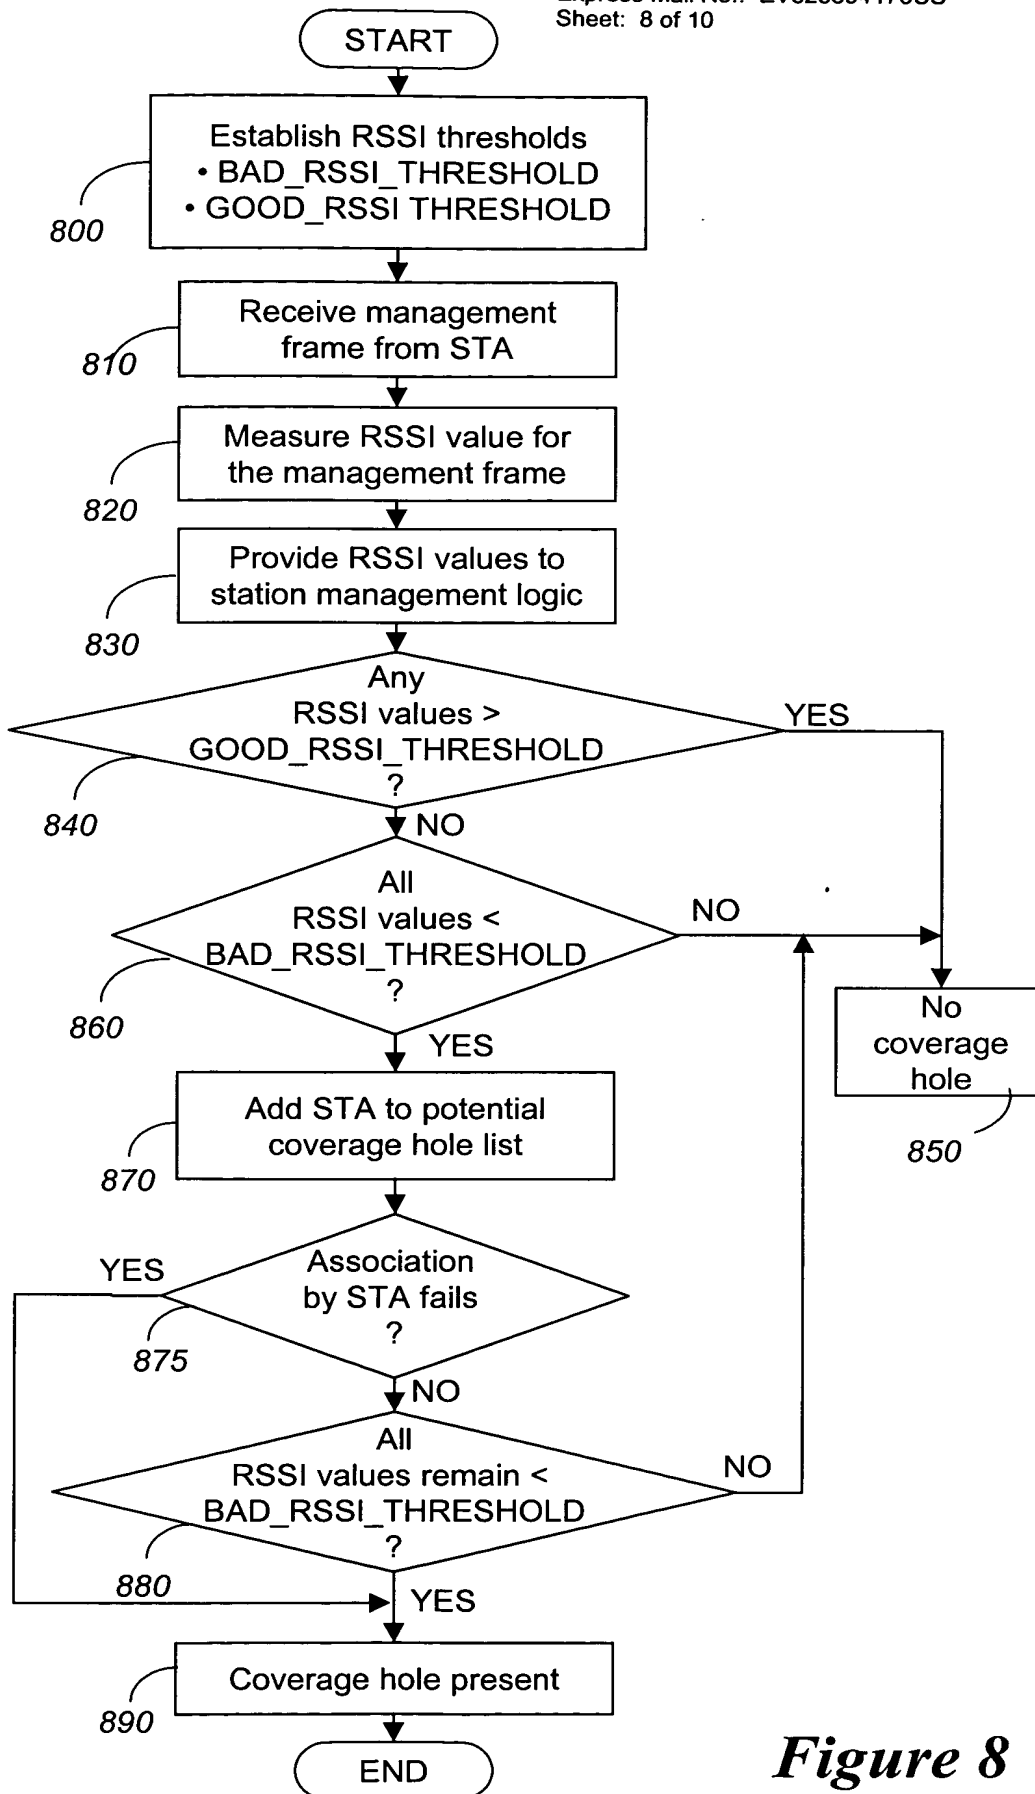 Sheet: 8 of 10
START
Establish RSSI thresholds
• BAD_RSSI_THRESHOLD
• GOOD_RSSI THRESHOLD
800
Receive management
frame from STA
810
Measure RSSI value for
the management frame
820
Provide RSSI values to
station management logic
830
Any
RSSI values >
GOOD_RSSI_THRESHOLD
?
YES
840
NO
All
RSSI values <
BAD_RSSI_THRESHOLD
?
NO
860
YES
No
coverage
hole
850
Add STA to potential
coverage hole list
870
Association
by STA fails
?
YES
875
NO
All
RSSI values remain <
BAD_RSSI_THRESHOLD
?
NO
880
YES
Coverage hole present
890
END
Figure 8